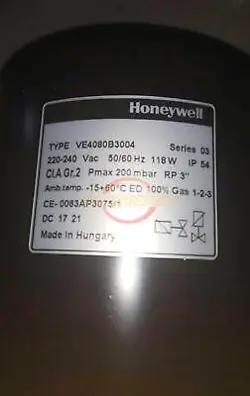 Honeywell
TYPE VE4080B3004 Series 03
220-240 Vac 50/60 Hz 118W IP 54
Cl.A Gr.2 Pmax 200 mbar RP 3"
Amb.temp. -15+60°C ED 100% Gas 1-2-3
CE- 0063AP3075/1
DC 17 21
Made in Hungary